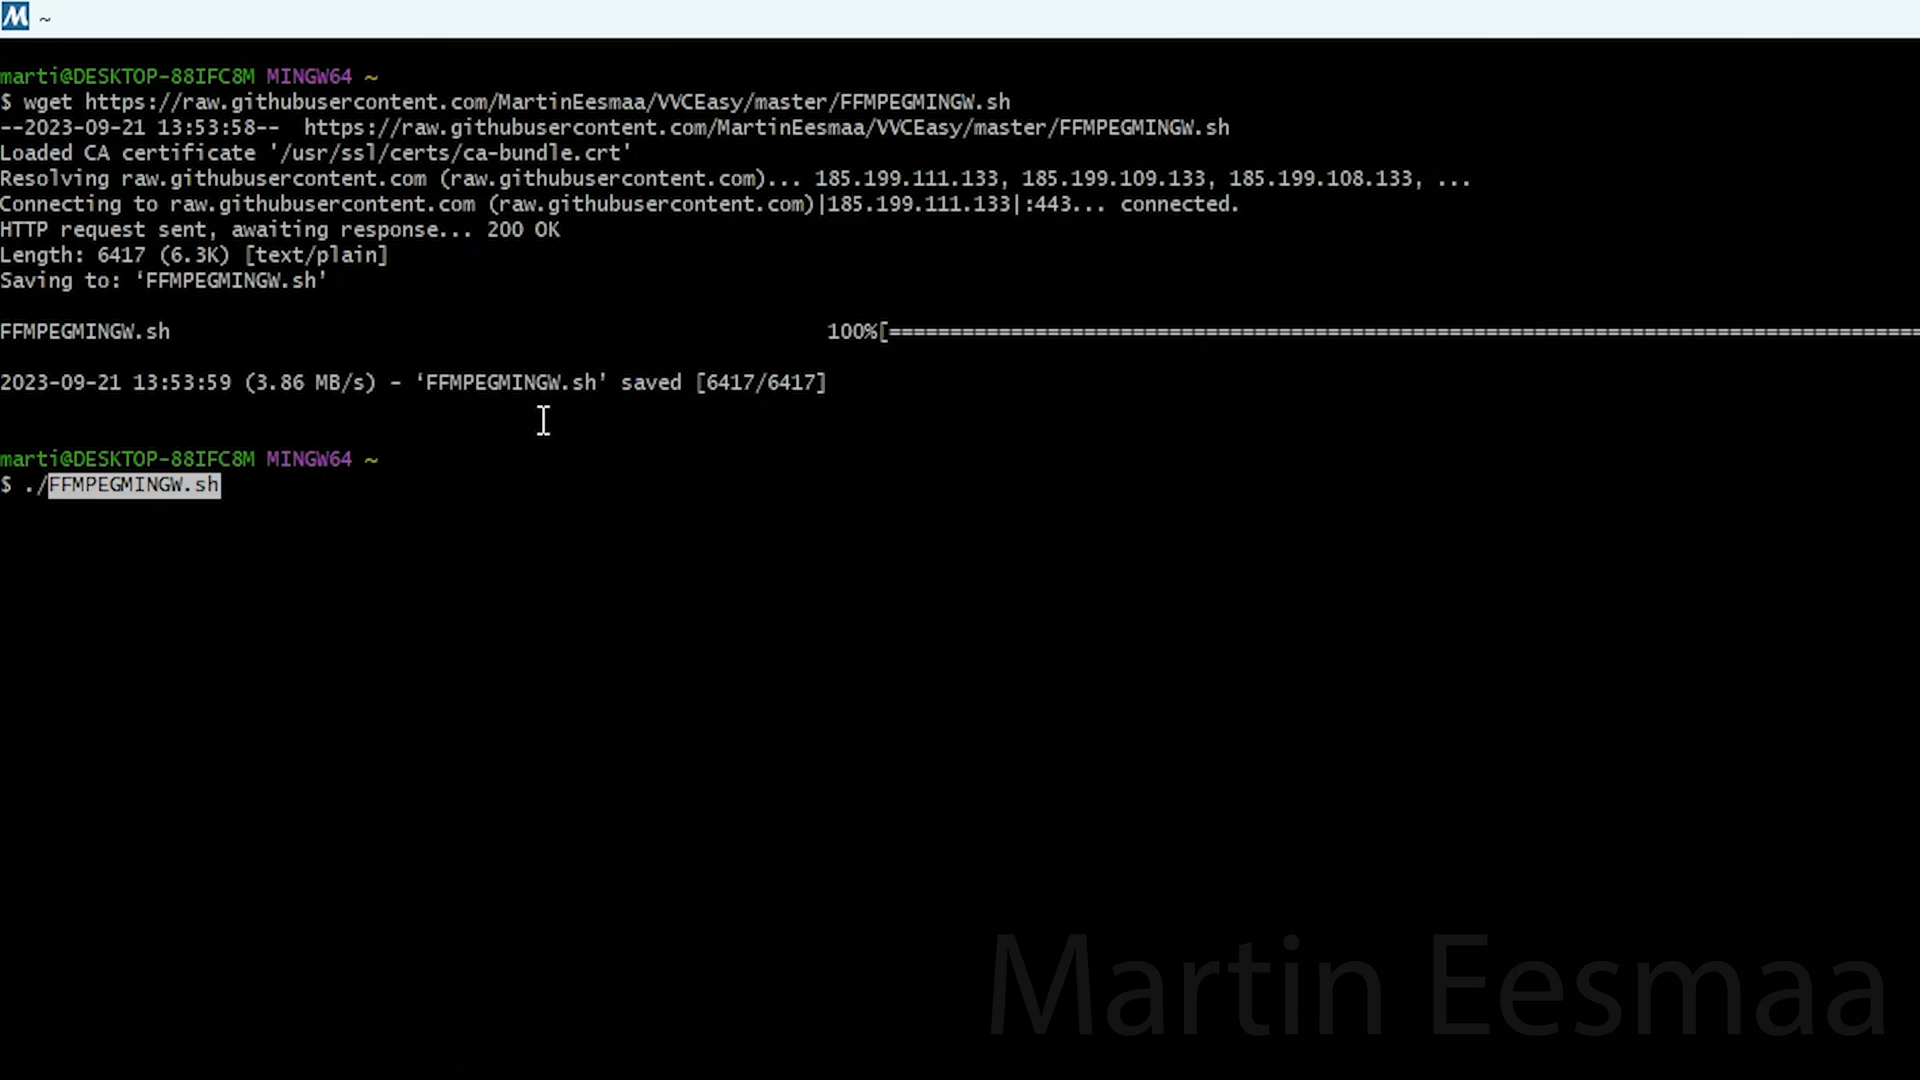 M ~
marti@DESKTOP-88IFC8M MINGW64 ~
$ wget https://raw.githubusercontent.com/MartinEesmaa/VVCEasy/master/FFMPEGMINGW.sh
--2023-09-21 13:53:58--  https://raw.githubusercontent.com/MartinEesmaa/VVCEasy/master/FFMPEGMINGW.sh
Loaded CA certificate '/usr/ssl/certs/ca-bundle.crt'
Resolving raw.githubusercontent.com (raw.githubusercontent.com)... 185.199.111.133, 185.199.109.133, 185.199.108.133, ...
Connecting to raw.githubusercontent.com (raw.githubusercontent.com)|185.199.111.133|:443... connected.
HTTP request sent, awaiting response... 200 OK
Length: 6417 (6.3K) [text/plain]
Saving to: ‘FFMPEGMINGW.sh’
FFMPEGMINGW.sh 100%[=====================================================================================
2023-09-21 13:53:59 (3.86 MB/s) - ‘FFMPEGMINGW.sh’ saved [6417/6417]
marti@DESKTOP-88IFC8M MINGW64 ~
$ ./FFMPEGMINGW.sh
Martin Eesmaa